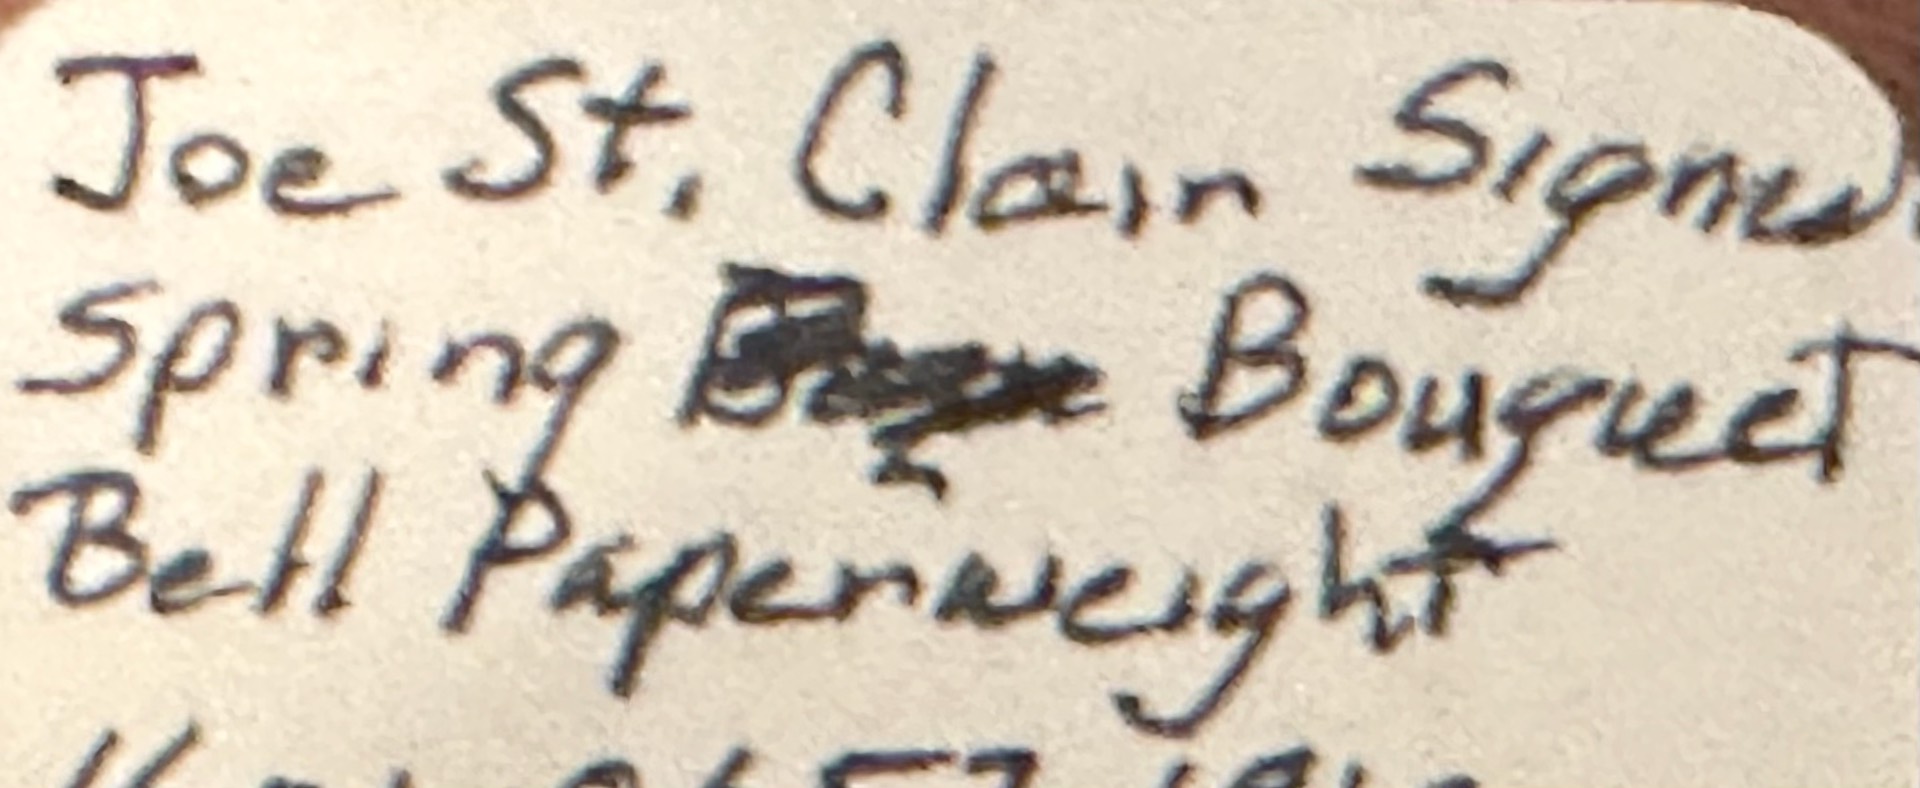 Joe St. Clair Signed
Spring Bouquet
Bell Paperweight